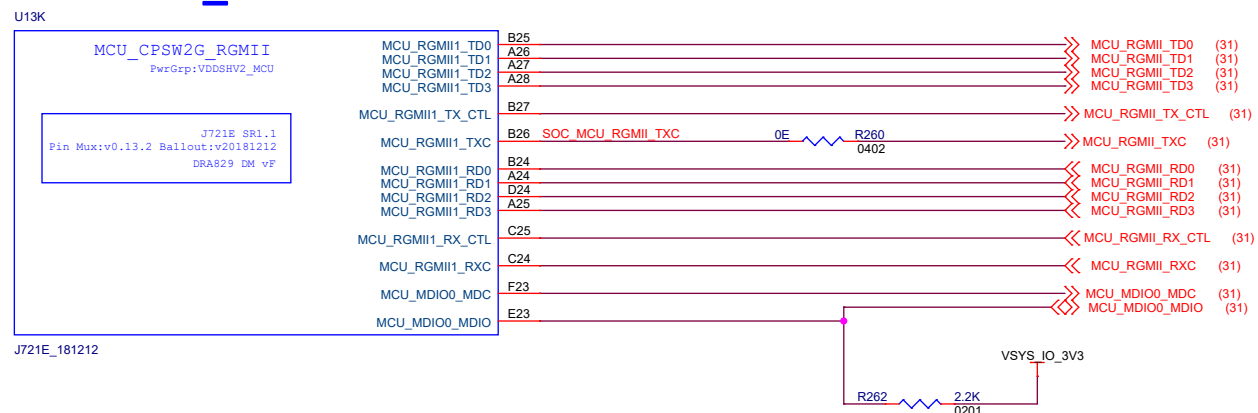 U13K
MCU_CPSW2G_RGMII
PwrGrp:VDDSHV2_MCU
J721E SR1.1
Pin Mux:v0.13.2 Ballout:v20181212
DRA829 DM vF
MCU_RGMII1_TD0 B25 MCU_RGMII_TD0 (31)
MCU_RGMII1_TD1 A26 MCU_RGMII_TD1 (31)
MCU_RGMII1_TD2 A27 MCU_RGMII_TD2 (31)
MCU_RGMII1_TD3 A28 MCU_RGMII_TD3 (31)
MCU_RGMII1_TX_CTL B27 MCU_RGMII_TX_CTL (31)
MCU_RGMII1_TXC B26 SOC_MCU_RGMII_TXC 0E R260 MCU_RGMII_TXC (31)
0402
MCU_RGMII1_RD0 B24 MCU_RGMII_RD0 (31)
MCU_RGMII1_RD1 A24 MCU_RGMII_RD1 (31)
MCU_RGMII1_RD2 D24 MCU_RGMII_RD2 (31)
MCU_RGMII1_RD3 A25 MCU_RGMII_RD3 (31)
MCU_RGMII1_RX_CTL C25 MCU_RGMII_RX_CTL (31)
MCU_RGMII1_RXC C24 MCU_RGMII_RXC (31)
MCU_MDIO0_MDC F23 MCU_MDIO0_MDC (31)
MCU_MDIO0_MDIO E23 MCU_MDIO0_MDIO (31)
J721E_181212
VSYS_IO_3V3
R262 2.2K
0201